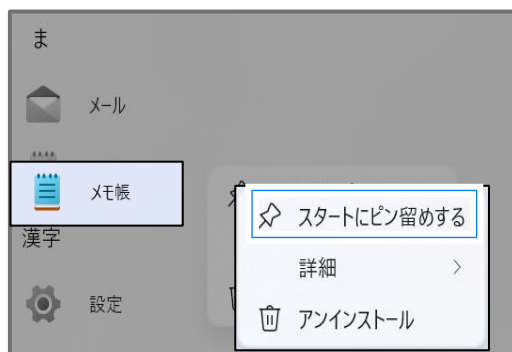 ま
メール
メモ帳
スタートにピン留めする
漢字
詳細
設定
アンインストール